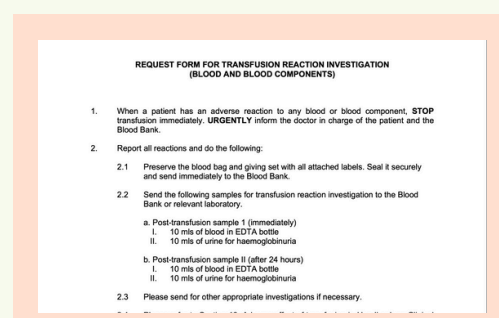 REQUEST FORM FOR TRANSFUSION REACTION INVESTIGATION
(BLOOD AND BLOOD COMPONENTS)
1. When a patient has an adverse reaction to any blood or blood component, STOP
transfusion immediately. URGENTLY inform the doctor in charge of the patient and the
Blood Bank.
2. Report all reactions and do the following:
2.1 Preserve the blood bag and giving set with all attached labels. Seal it securely
and send immediately to the Blood Bank.
2.2 Send the following samples for transfusion reaction investigation to the Blood
Bank or relevant laboratory.
a. Post-transfusion sample 1 (immediately)
I. 10 mls of blood in EDTA bottle
II. 10 mls of urine for haemoglobinuria
b. Post-transfusion sample II (after 24 hours)
I. 10 mls of blood in EDTA bottle
II. 10 mls of urine for haemoglobinuria
2.3 Please send for other appropriate investigations if necessary.